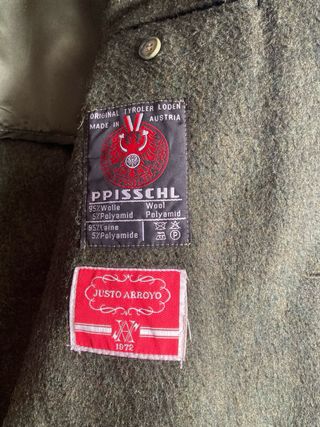 ORIGINAL TYROLER LODEN
MADE IN AUSTRIA
PPISSCHL
95%Wolle Wool
5%Polyamid Polyamid
95%Laine
5%Polyamide
P
JUSTO ARROYO
1972